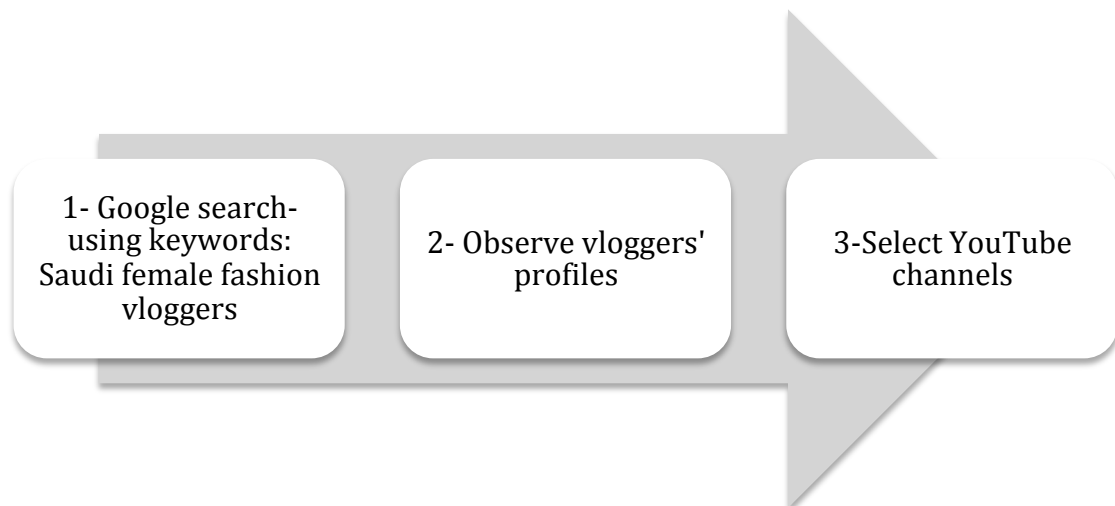 1- Google search-
using keywords:
Saudi female fashion
vloggers
2- Observe vloggers'
profiles
3-Select YouTube
channels